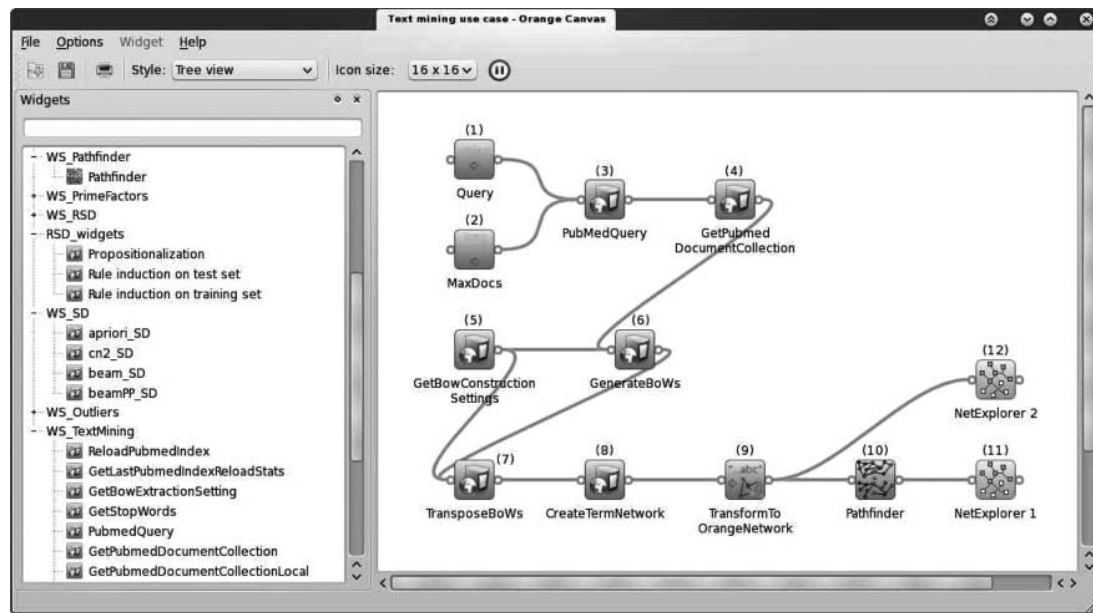 Text mining use case - Orange Canvas
File Options Widget Help
Style: Tree view Icon size: 16 x 16
Widgets
WS_Pathfinder
Pathfinder
WS_PrimeFactors
WS_RSD
RSD_widgets
Propositionalization
Rule induction on test set
Rule induction on training set
WS_SD
apriori_SD
cn2_SD
beam_SD
beamPP_SD
WS_Outliers
WS_TextMining
ReloadPubmedIndex
GetLastPubmedIndexReloadStats
GetBowExtractionSetting
GetStopWords
PubmedQuery
GetPubmedDocumentCollection
GetPubmedDocumentCollectionLocal
(1)
Query
(2)
MaxDocs
(3)
PubMedQuery
(4)
GetPubmed
DocumentCollection
(5)
GetBowConstruction
Settings
(6)
GenerateBoWs
(7)
TransposeBoWs
(8)
CreateTermNetwork
(9)
"abc"
TransformTo
OrangeNetwork
(10)
Pathfinder
(11)
NetExplorer 1
(12)
NetExplorer 2